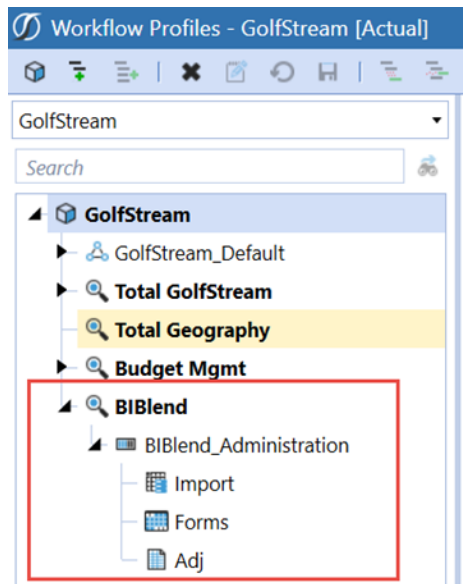 Workflow Profiles - GolfStream [Actual]
GolfStream
Search
GolfStream
GolfStream_Default
Total GolfStream
Total Geography
Budget Mgmt
BIBlend
BIBlend_Administration
Import
Forms
Adj